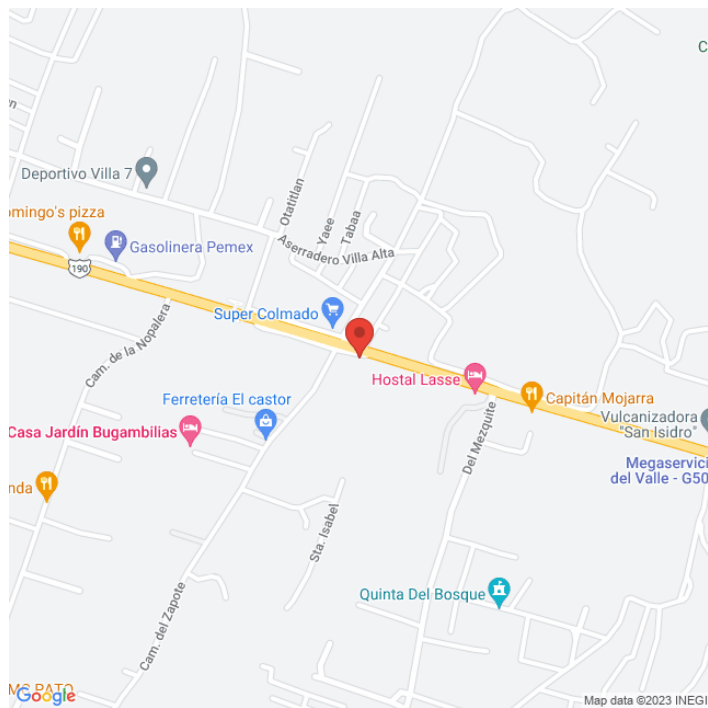 C
Deportivo Villa 7
Otatitlan
Yaee
Tabaa
omingo's pizza
Gasolinera Pemex
Aserradero Villa Alta
190
Super Colmado
Cam. de la Nopalera
Hostal Lasse
Capitán Mojarra
Ferretería El castor
Vulcanizadora
"San Isidro"
Casa Jardín Bugambilias
Del Mezquite
Megaservici
del Valle - G50
nda
Sta. Isabel
Quinta Del Bosque
Cam. del Zapote
Google
Map data ©2023 INEGI